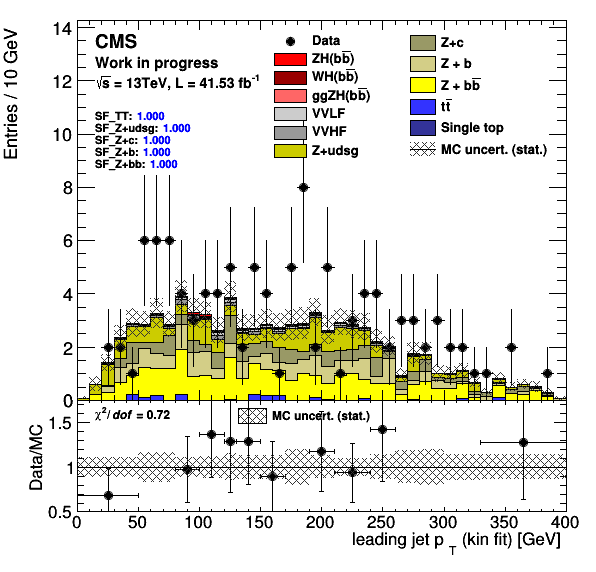 CMS
Work in progress
√s = 13TeV, L = 41.53 fb⁻¹
SF_TT: 1.000
SF_Z+udsg: 1.000
SF_Z+c: 1.000
SF_Z+b: 1.000
SF_Z+bb: 1.000
Data
ZH(bb̅)
WH(bb̅)
ggZH(bb̅)
VVLF
VVHF
Z+udsg
Z+c
Z + b
Z + bb̅
tt̅
Single top
MC uncert. (stat.)
Entries / 10 GeV
14
12
10
8
6
4
2
0
χ²/dof = 0.72
MC uncert. (stat.)
Data/MC
1.5
1
0.5
0 50 100 150 200 250 300 350 400
leading jet p_T (kin fit) [GeV]